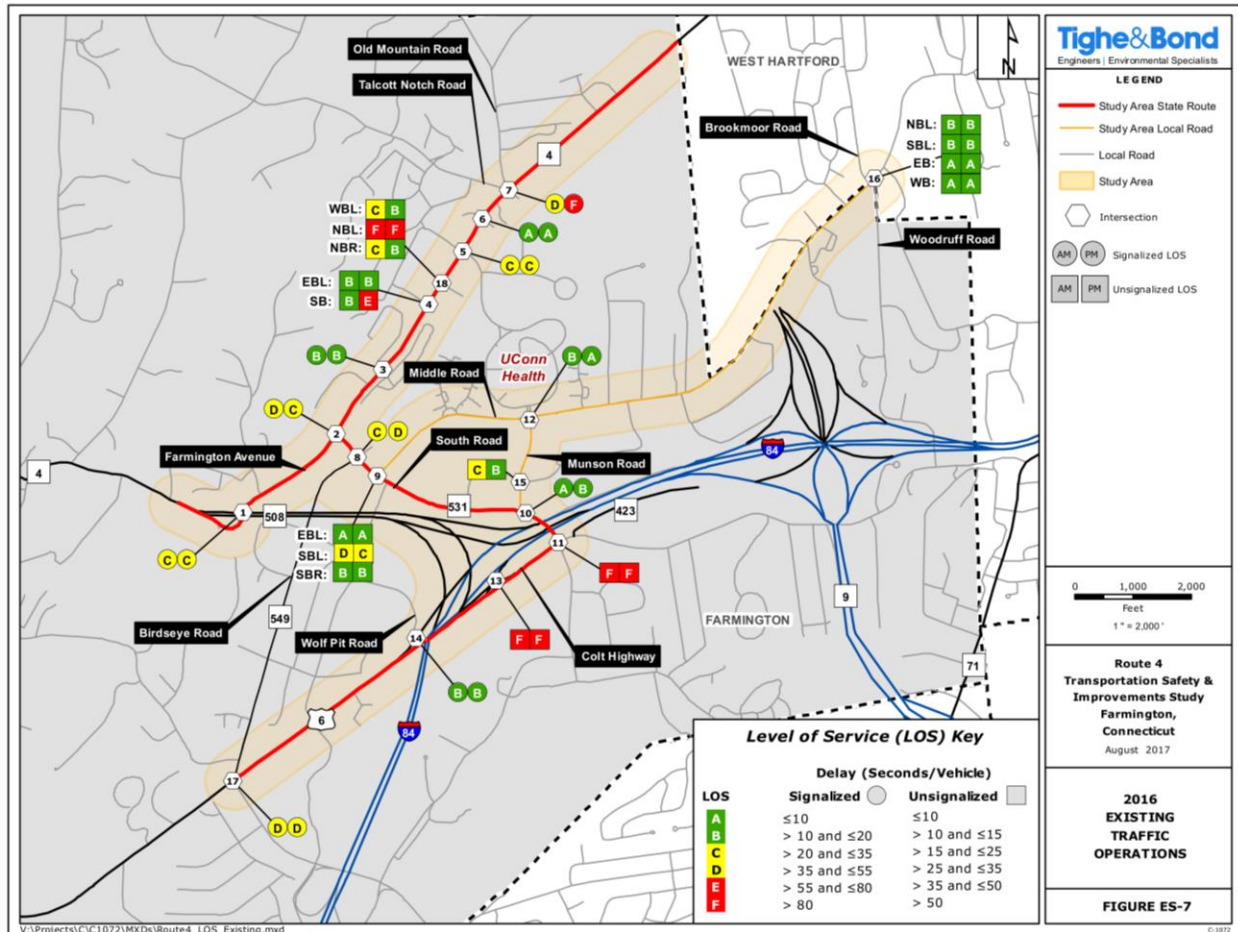 Old Mountain Road
Talcott Notch Road
WEST HARTFORD
Brookmoor Road
NBL: B B
SBL: B B
EB: A A
WB: A A
16
4
7
D F
WBL: C B
NBL: F F
NBR: C B
6
A A
5
C C
Woodruff Road
EBL: B B
SB: B E
18
4
B B
3
UConn
Health
B A
Middle Road
D C
2
C D
12
South Road
8
Farmington Avenue
9
Munson Road
84
4
C B
15
A B
1
508
531
10
423
EBL: A A
SBL: D C
SBR: B B
C C
11
13
F F
9
549
Birdseye Road
Wolf Pit Road
14
F F
Colt Highway
FARMINGTON
71
B B
6
84
17
D D
Level of Service (LOS) Key
Delay (Seconds/Vehicle)
LOS Signalized Unsignalized
A ≤10 ≤10
B > 10 and ≤20 > 10 and ≤15
C > 20 and ≤35 > 15 and ≤25
D > 35 and ≤55 > 25 and ≤35
E > 55 and ≤80 > 35 and ≤50
F > 80 > 50
N
Tighe&Bond
Engineers | Environmental Specialists
LEGEND
Study Area State Route
Study Area Local Road
Local Road
Study Area
Intersection
AM PM Signalized LOS
AM PM Unsignalized LOS
0 1,000 2,000
Feet
1" = 2,000'
Route 4
Transportation Safety &
Improvements Study
Farmington,
Connecticut
August 2017
2016
EXISTING
TRAFFIC
OPERATIONS
FIGURE ES-7
V:\Projects\C\C1072\MXDs\Route4_LOS_Existing.mxd
C-1072